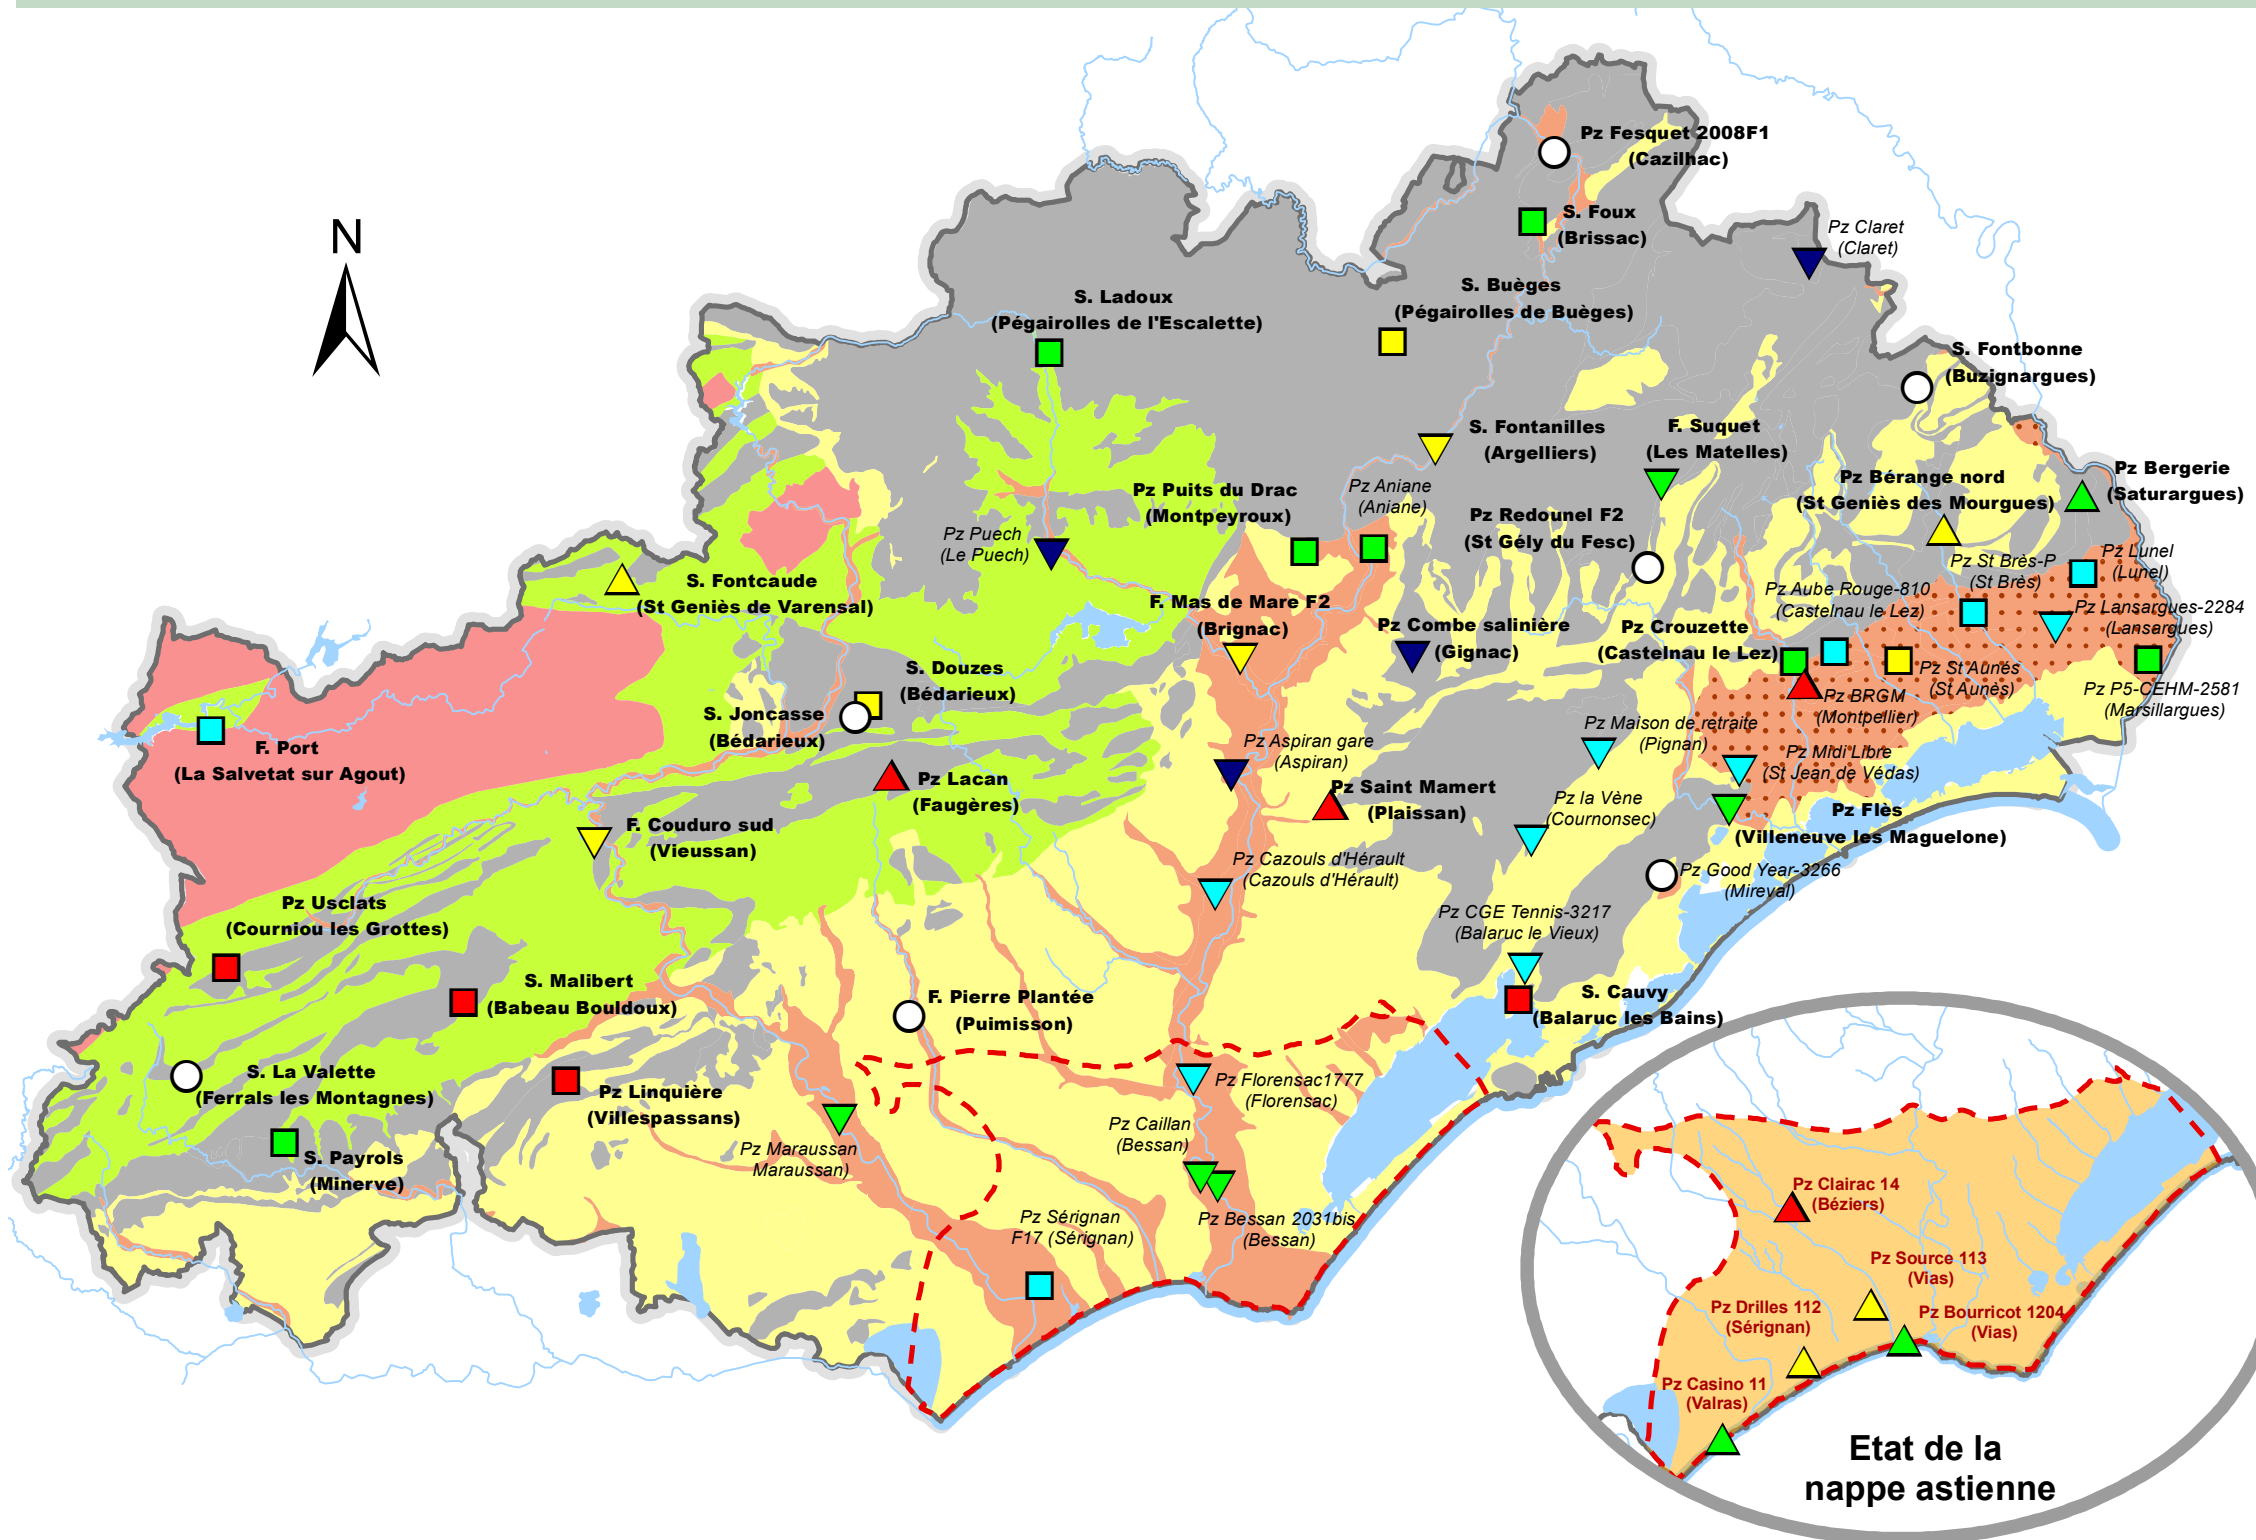 N
Pz Fesquet 2008F1
(Cazilhac)
S. Foux
(Brissac)
Pz Claret
(Claret)
S. Ladoux
(Pégairolles de l'Escalette)
S. Buèges
(Pégairolles de Buèges)
S. Fontbonne
(Buzignargues)
S. Fontanilles
(Argelliers)
F. Suquet
(Les Matelles)
Pz Bérange nord
(St Geniès des Mourgues)
Pz Bergerie
(Saturargues)
Pz Puits du Drac
(Montpeyroux)
Pz Aniane
(Aniane)
Pz Redounel F2
(St Gély du Fesc)
Pz Puech
(Le Puech)
Pz St Brès-P
(St Brès)
Pz Lunel
(Lunel)
S. Fontcaude
(St Geniès de Varensal)
Pz Aube Rouge-810
(Castelnau le Lez)
Pz Lansargues-2284
(Lansargues)
F. Mas de Mare F2
(Brignac)
Pz Combe salinière
(Gignac)
Pz Crouzette
(Castelnau le Lez)
S. Douzes
(Bédarieux)
Pz St Aunés
(St Aunès)
Pz P5-CEHM-2581
(Marsillargues)
S. Joncasse
(Bédarieux)
Pz BRGM
(Montpellier)
F. Port
(La Salvetat sur Agout)
Pz Maison de retraite
(Pignan)
Pz Aspiran gare
(Aspiran)
Pz Midi Libre
(St Jean de Védas)
Pz Lacan
(Faugères)
Pz Saint Mamert
(Plaissan)
Pz la Vène
(Cournonsec)
Pz Flès
(Villeneuve les Maguelone)
F. Couduro sud
(Vieussan)
Pz Cazouls d'Hérault
(Cazouls d'Hérault)
Pz Good Year-3266
(Mireval)
Pz Usclats
(Courniou les Grottes)
Pz CGE Tennis-3217
(Balaruc le Vieux)
S. Malibert
(Babeau Bouldoux)
F. Pierre Plantée
(Puimisson)
S. Cauvy
(Balaruc les Bains)
S. La Valette
(Ferrals les Montagnes)
Pz Linquière
(Villespassans)
Pz Florensac1777
(Florensac)
Pz Caillan
(Bessan)
Pz Maraussan
Maraussan)
S. Payrols
(Minerve)
Pz Sérignan
F17 (Sérignan)
Pz Bessan 2031bis
(Bessan)
Pz Clairac 14
(Béziers)
Pz Source 113
(Vias)
Pz Drilles 112
(Sérignan)
Pz Bourricot 1204
(Vias)
Pz Casino 11
(Valras)
Etat de la
nappe astienne